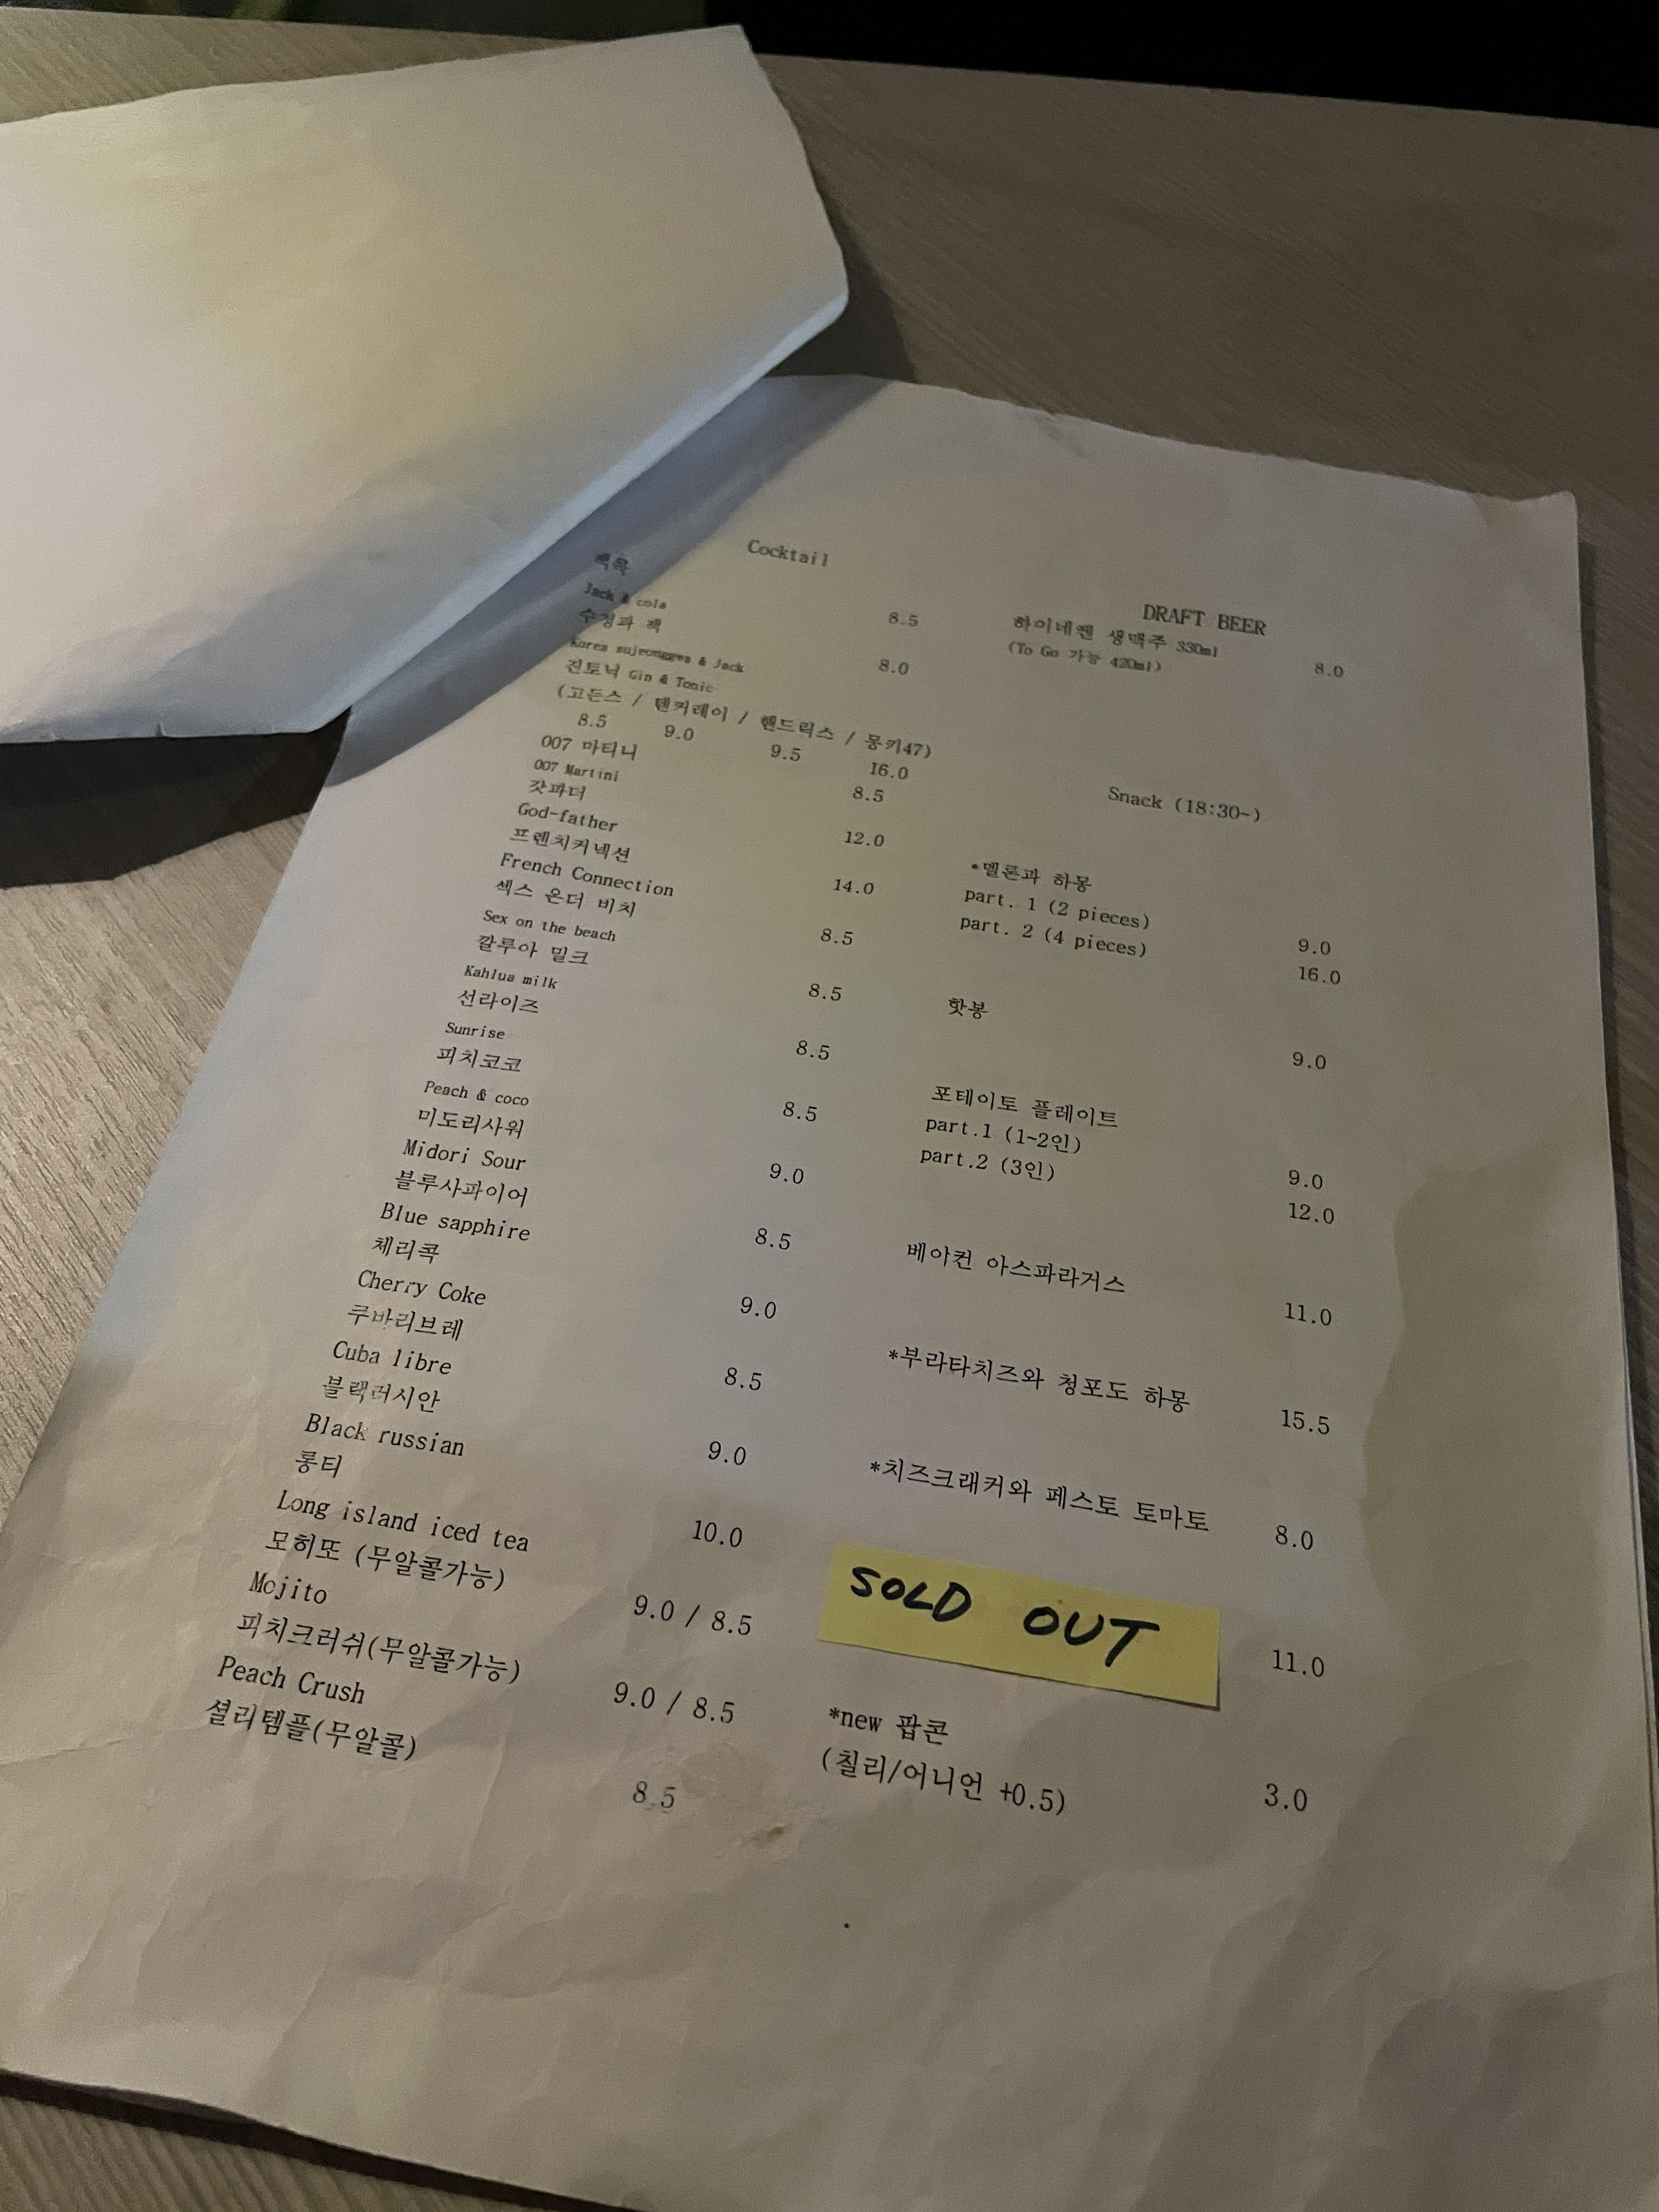 Cocktail
잭콕
Jack & cola 8.5
수정과 잭
Korea sujeonggwa & Jack 8.0
진토닉 Gin & Tonic
(고든스 / 텐커레이 / 핸드릭스 / 몽키47)
8.5 9.0 9.5 16.0
007 마티니
007 Martini 8.5
갓파더
God-father 12.0
프렌치커넥션
French Connection 14.0
섹스 온더 비치
Sex on the beach 8.5
깔루아 밀크
Kahlua milk 8.5
선라이즈
Sunrise 8.5
피치코코
Peach & coco 8.5
미도리사워
Midori Sour 9.0
블루사파이어
Blue sapphire 8.5
체리콕
Cherry Coke 9.0
쿠바리브레
Cuba libre 8.5
블랙러시안
Black russian 9.0
롱티
Long island iced tea 10.0
모히또 (무알콜가능)
Mojito 9.0 / 8.5
피치크러쉬(무알콜가능)
Peach Crush 9.0 / 8.5
셜리템플(무알콜)
8.5
DRAFT BEER
하이네켄 생맥주 330ml
(To Go 가능 420ml) 8.0
Snack (18:30~)
*멜론과 하몽
part. 1 (2 pieces) 9.0
part. 2 (4 pieces) 16.0
핫봉
9.0
포테이토 플레이트
part.1 (1~2인) 9.0
part.2 (3인) 12.0
베아컨 아스파라거스
11.0
*부라타치즈와 청포도 하몽
15.5
*치즈크래커와 페스토 토마토
8.0
SOLD OUT
11.0
*new 팝콘
(칠리/어니언 +0.5) 3.0